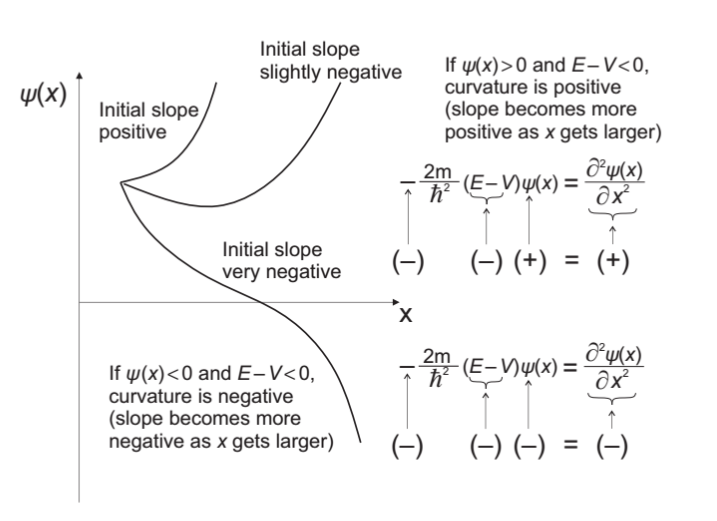 Initial slope
slightly negative
If ψ(x)>0 and E–V<0,
curvature is positive
(slope becomes more
positive as x gets larger)
ψ(x)
Initial slope
positive
– 2m/ℏ² (E–V)ψ(x) = ∂²ψ(x)/∂x²
(–) (–) (+) = (+)
Initial slope
very negative
x
– 2m/ℏ² (E–V)ψ(x) = ∂²ψ(x)/∂x²
(–) (–) (–) = (–)
If ψ(x)<0 and E–V<0,
curvature is negative
(slope becomes more
negative as x gets larger)